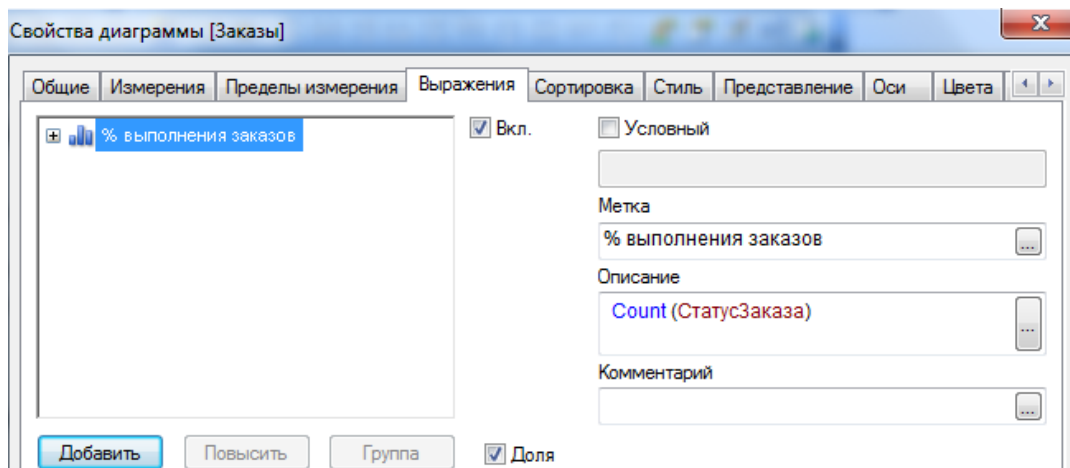 Свойства диаграммы [Заказы]
Общие Измерения Пределы измерения Выражения Сортировка Стиль Представление Оси Цвета
% выполнения заказов
Вкл.
Условный
Метка
% выполнения заказов
...
Описание
Count (СтатусЗаказа)
...
Комментарий
...
Добавить Повысить Группа
Доля